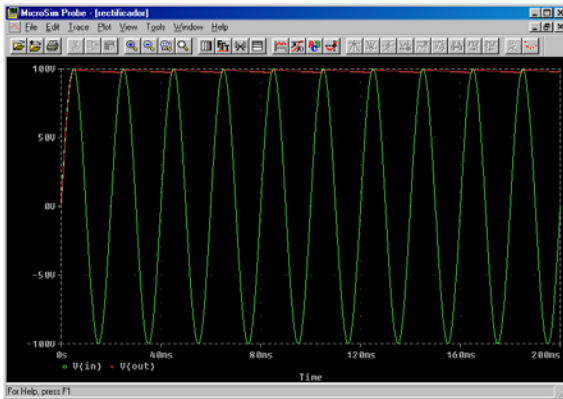 MicroSim Probe - [rectificador]
File Edit Trace Plot View Tools Window Help
100V
50V
0V
-50V
-100V
0s 40ms 80ms 120ms 160ms 200ms
V(in) V(out)
Time
For Help, press F1